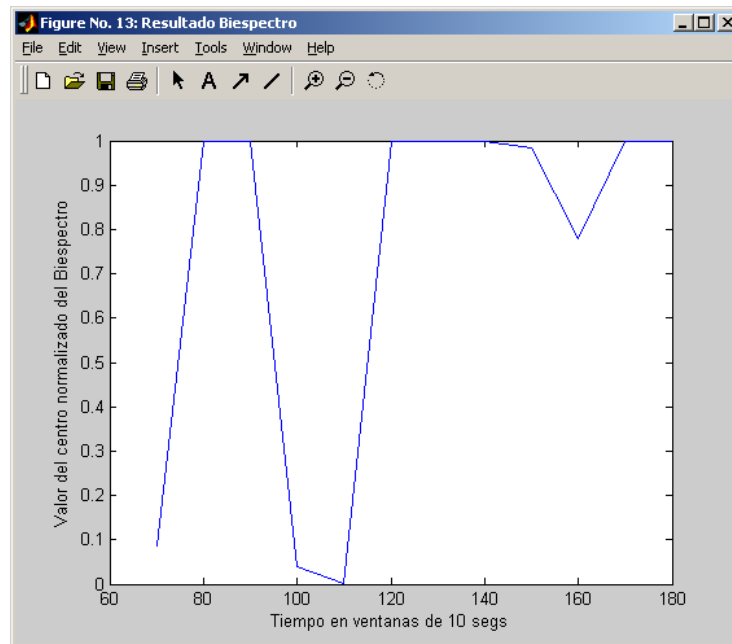 Figure No. 13: Resultado Biespectro
File Edit View Insert Tools Window Help
A
1
0.9
0.8
0.7
0.6
0.5
0.4
0.3
0.2
0.1
0
Valor del centro normalizado del Biespectro
60 80 100 120 140 160 180
Tiempo en ventanas de 10 segs